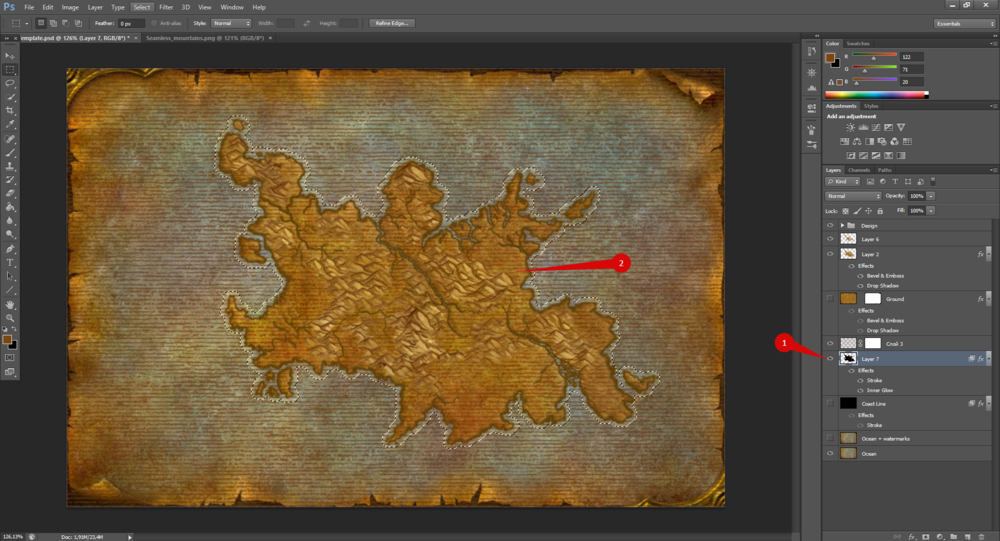 Ps File Edit Image Layer Type Select Filter 3D View Window Help
Feather: 0 px Anti-alias Style: Normal Width: Height: Refine Edge... Essentials
emplate.psd @ 126% (Layer 7, RGB/8*) * × Seamless_mountains.png @ 121% (RGB/8*) ×
Color Swatches
R 122
G 71
B 20
Adjustments Styles
Add an adjustment
Layers Channels Paths
Kind
Normal Opacity: 100%
Lock: Fill: 100%
Design
Layer 6
Layer 2 fx
Effects
Bevel & Emboss
Drop Shadow
Ground fx
Effects
Bevel & Emboss
Drop Shadow
Слой 3
Layer 7 fx
Effects
Stroke
Inner Glow
Coast Line fx
Effects
Stroke
Ocean + watermarks
Ocean
2
1
126.13% Doc: 1.91M/23.4M